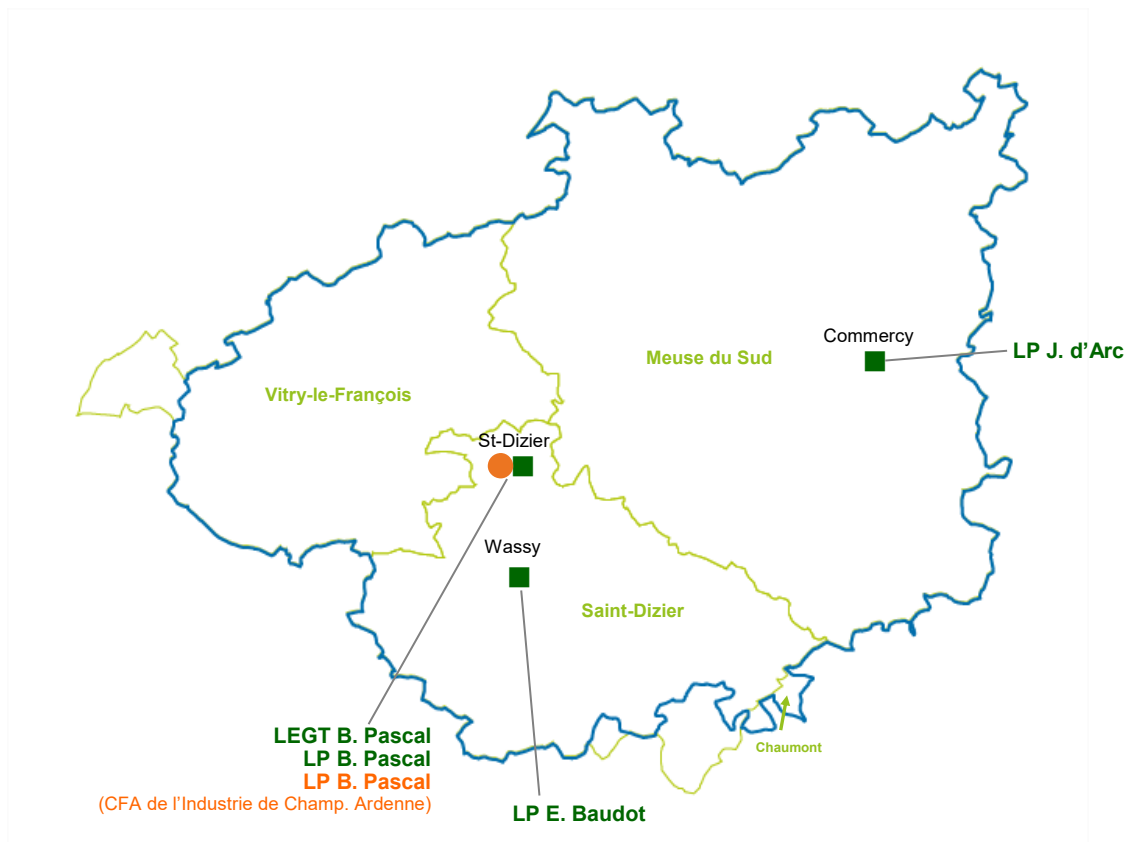 Commercy
LP J. d’Arc
Meuse du Sud
Vitry-le-François
St-Dizier
Wassy
Saint-Dizier
LEGT B. Pascal
LP B. Pascal
LP B. Pascal
(CFA de l’Industrie de Champ. Ardenne)
Chaumont
LP E. Baudot